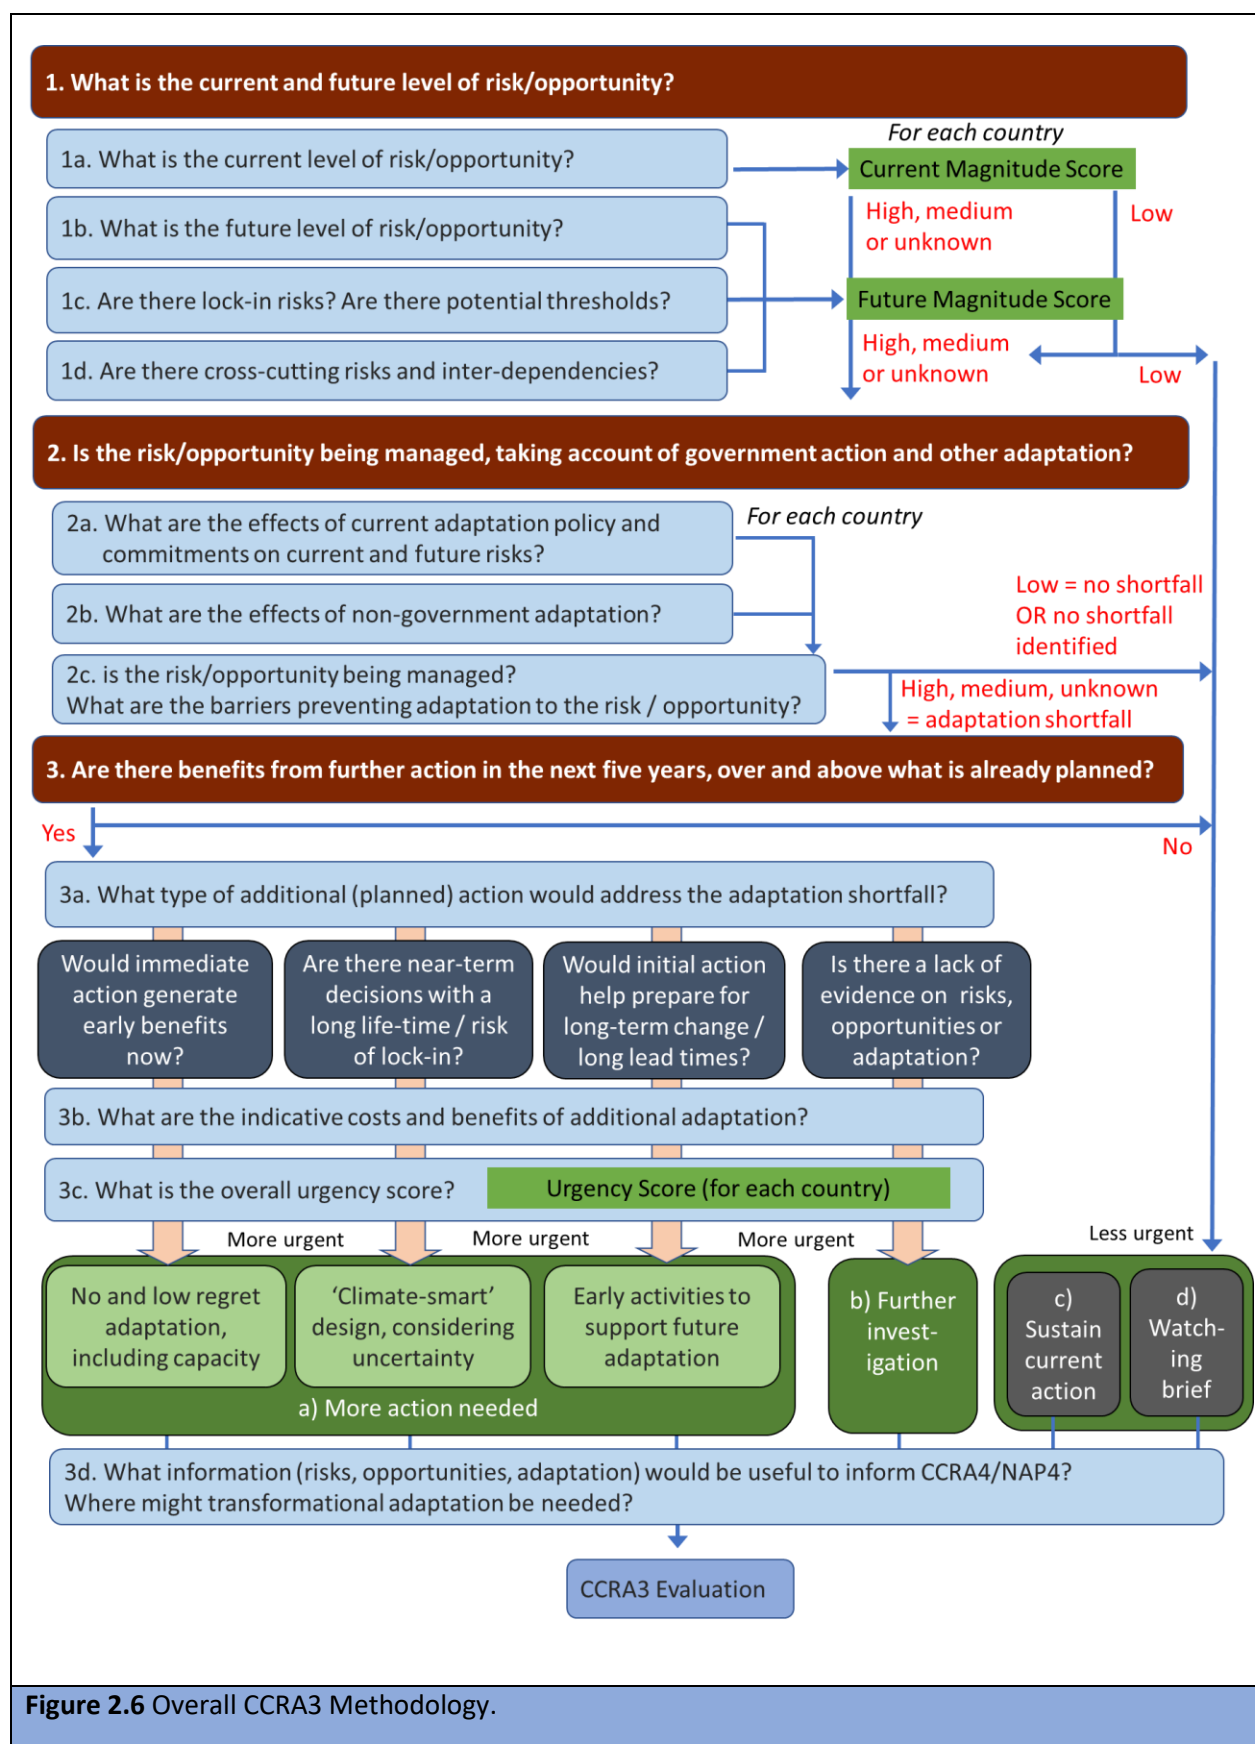 1. What is the current and future level of risk/opportunity?
For each country
1a. What is the current level of risk/opportunity?
Current Magnitude Score
High, medium
or unknown
Low
1b. What is the future level of risk/opportunity?
1c. Are there lock-in risks? Are there potential thresholds?
Future Magnitude Score
High, medium
or unknown
Low
1d. Are there cross-cutting risks and inter-dependencies?
2. Is the risk/opportunity being managed, taking account of government action and other adaptation?
2a. What are the effects of current adaptation policy and
commitments on current and future risks?
For each country
2b. What are the effects of non-government adaptation?
Low = no shortfall
OR no shortfall
identified
2c. is the risk/opportunity being managed?
What are the barriers preventing adaptation to the risk / opportunity?
High, medium, unknown
= adaptation shortfall
3. Are there benefits from further action in the next five years, over and above what is already planned?
Yes
No
3a. What type of additional (planned) action would address the adaptation shortfall?
Would immediate
action generate
early benefits
now?
Are there near-term
decisions with a
long life-time / risk
of lock-in?
Would initial action
help prepare for
long-term change /
long lead times?
Is there a lack of
evidence on risks,
opportunities or
adaptation?
3b. What are the indicative costs and benefits of additional adaptation?
3c. What is the overall urgency score?
Urgency Score (for each country)
More urgent
More urgent
More urgent
Less urgent
No and low regret
adaptation,
including capacity
‘Climate-smart’
design, considering
uncertainty
Early activities to
support future
adaptation
a) More action needed
b) Further
invest-
igation
c)
Sustain
current
action
d)
Watch-
ing
brief
3d. What information (risks, opportunities, adaptation) would be useful to inform CCRA4/NAP4?
Where might transformational adaptation be needed?
CCRA3 Evaluation
Figure 2.6 Overall CCRA3 Methodology.